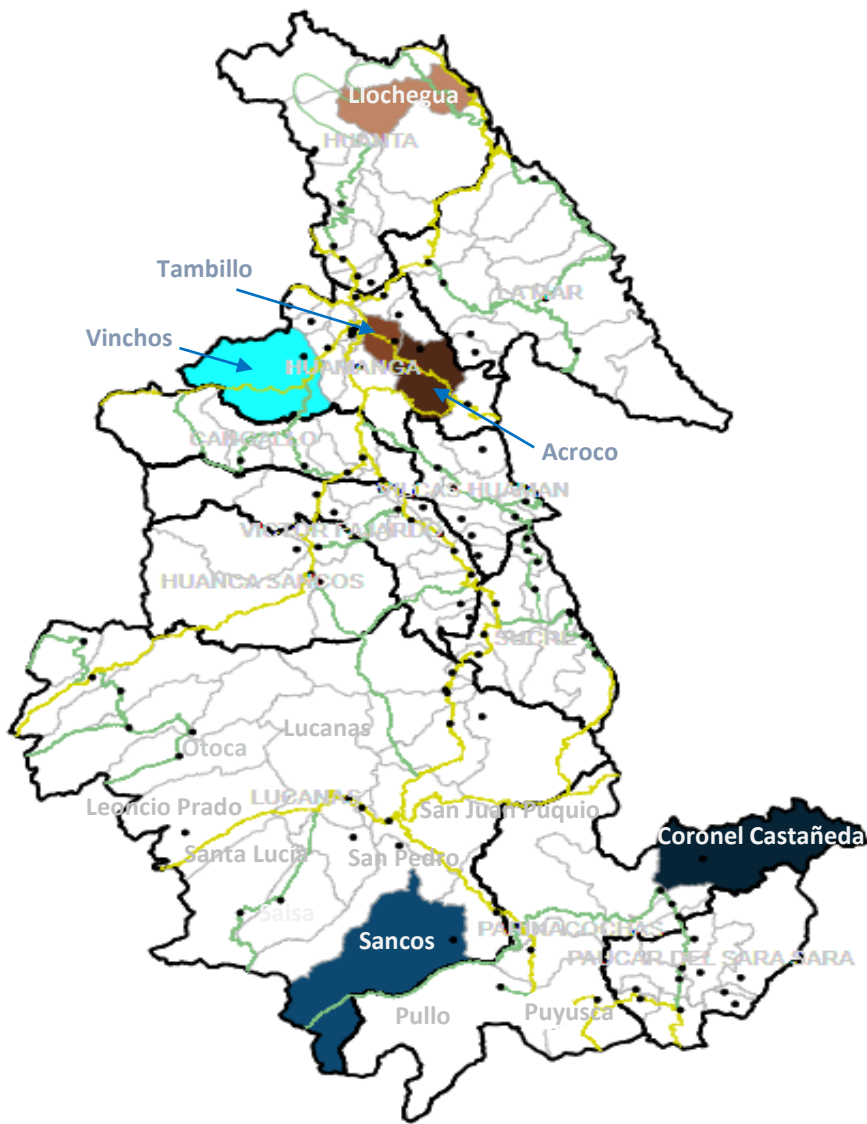 Llochegua
HUANTA
Tambillo
LA MAR
Vinchos
HUAMANGA
Acroco
CANGALLO
VILCAS HUAMAN
VICTOR FAJARDO
HUANCA SANCOS
SUCRE
Lucanas
Otoca
LUCANAS
Leoncio Prado
San Juan Puquio
Coronel Castañeda
Santa Lucía
San Pedro
Saisa
PARINACOCHAS
Sancos
PAUCAR DEL SARA SARA
Pullo
Puyusca